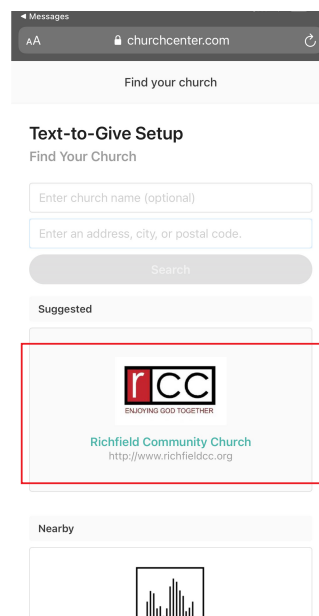 ◀ Messages
AA churchcenter.com
Find your church
Text-to-Give Setup
Find Your Church
Enter church name (optional)
Enter an address, city, or postal code.
Search
Suggested
rcc
ENJOYING GOD TOGETHER
Richfield Community Church
http://www.richfieldcc.org
Nearby